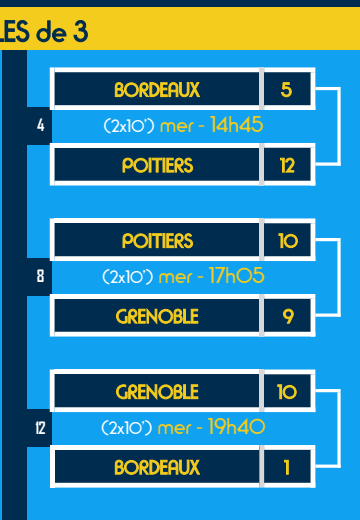 LES de 3
BORDEAUX 5
4 (2x10') mer - 14h45
POITIERS 12
POITIERS 10
8 (2x10') mer - 17h05
GRENOBLE 9
GRENOBLE 10
12 (2x10') mer - 19h40
BORDEAUX 1